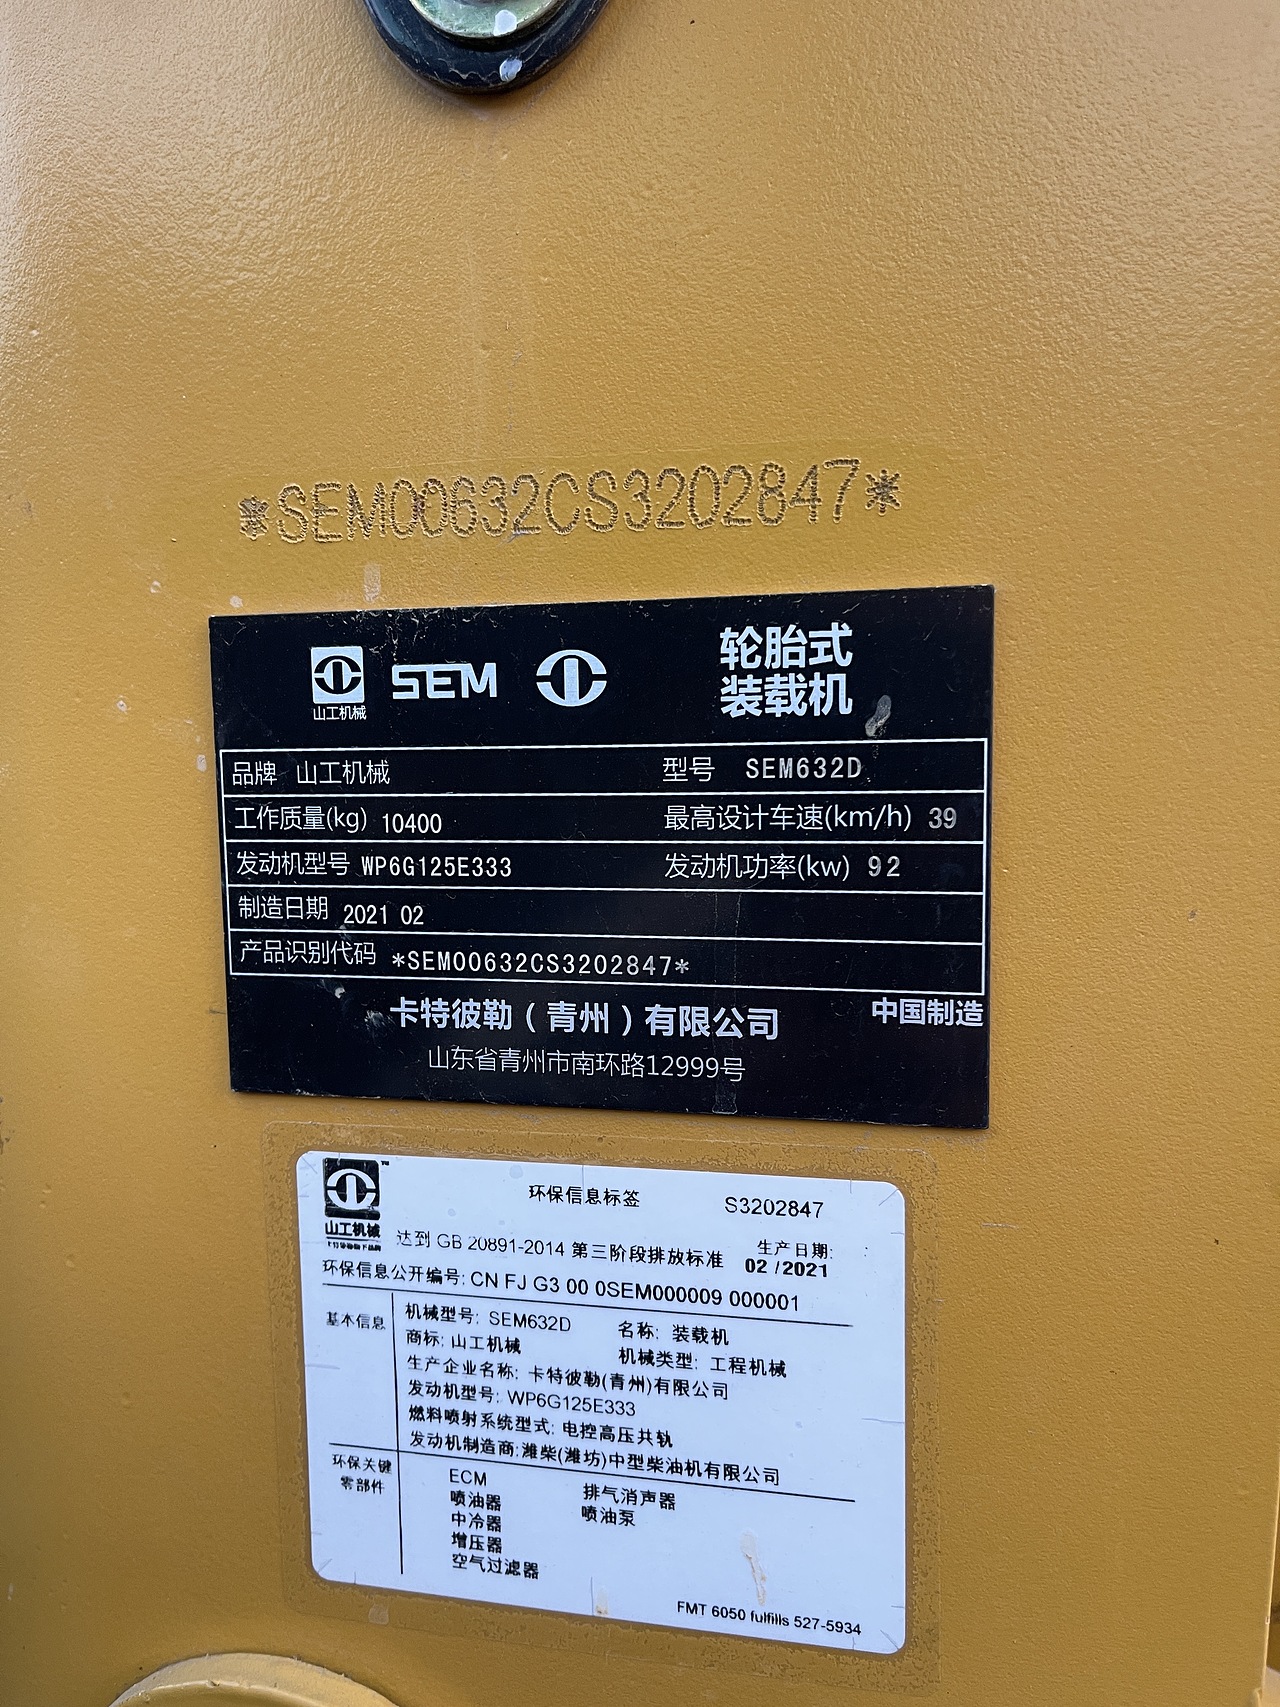 *SEM00632CS3202847*
山工机械 SEM
轮胎式
装载机
品牌 山工机械 型号 SEM632D
工作质量(kg) 10400 最高设计车速(km/h) 39
发动机型号 WP6G125E333 发动机功率(kw) 92
制造日期 2021 02
产品识别代码 *SEM00632CS3202847*
卡特彼勒（青州）有限公司 中国制造
山东省青州市南环路12999号
山工机械 TM
环保信息标签 S3202847
达到 GB 20891-2014 第三阶段排放标准 生产日期: 02 /2021
环保信息公开编号: CN FJ G3 00 0SEM000009 000001
基本信息
机械型号: SEM632D 名称: 装载机
商标: 山工机械 机械类型: 工程机械
生产企业名称: 卡特彼勒(青州)有限公司
发动机型号: WP6G125E333
燃料喷射系统型式: 电控高压共轨
发动机制造商: 潍柴(潍坊)中型柴油机有限公司
环保关键
零部件
ECM 排气消声器
喷油器 喷油泵
中冷器
增压器
空气过滤器
FMT 6050 fulfills 527-5934